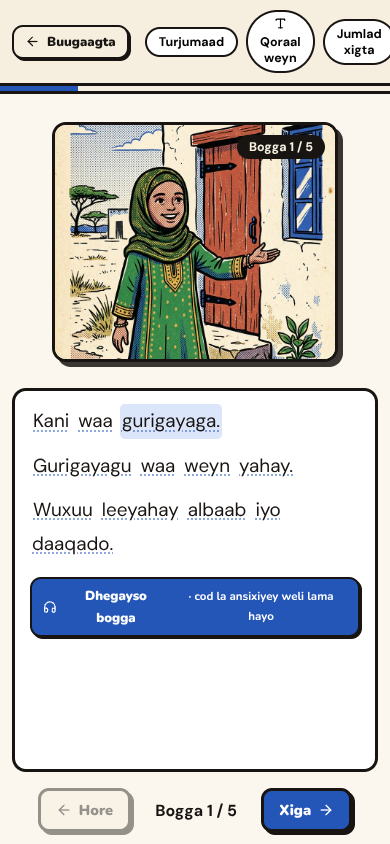 Buugaagta
Turjumaad
Qoraal
weyn
Jumlad
xigta
Bogga 1 / 5
Kani waa gurigayaga.
Gurigayagu waa weyn yahay.
Wuxuu leeyahay albaab iyo
daaqado.
Dhegayso
bogga
· cod la ansixiyey weli lama
hayo
Hore
Bogga 1 / 5
Xiga